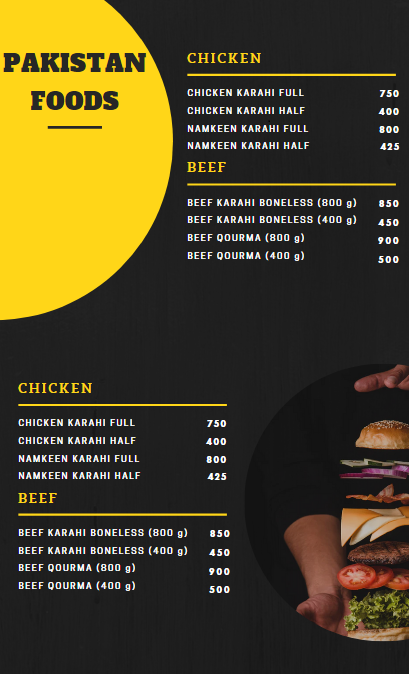 PAKISTAN
FOODS
CHICKEN
CHICKEN KARAHI FULL 750
CHICKEN KARAHI HALF 400
NAMKEEN KARAHI FULL 800
NAMKEEN KARAHI HALF 425
BEEF
BEEF KARAHI BONELESS (800 g) 850
BEEF KARAHI BONELESS (400 g) 450
BEEF QOURMA (800 g) 900
BEEF QOURMA (400 g) 500
CHICKEN
CHICKEN KARAHI FULL 750
CHICKEN KARAHI HALF 400
NAMKEEN KARAHI FULL 800
NAMKEEN KARAHI HALF 425
BEEF
BEEF KARAHI BONELESS (800 g) 850
BEEF KARAHI BONELESS (400 g) 450
BEEF QOURMA (800 g) 900
BEEF QOURMA (400 g) 500